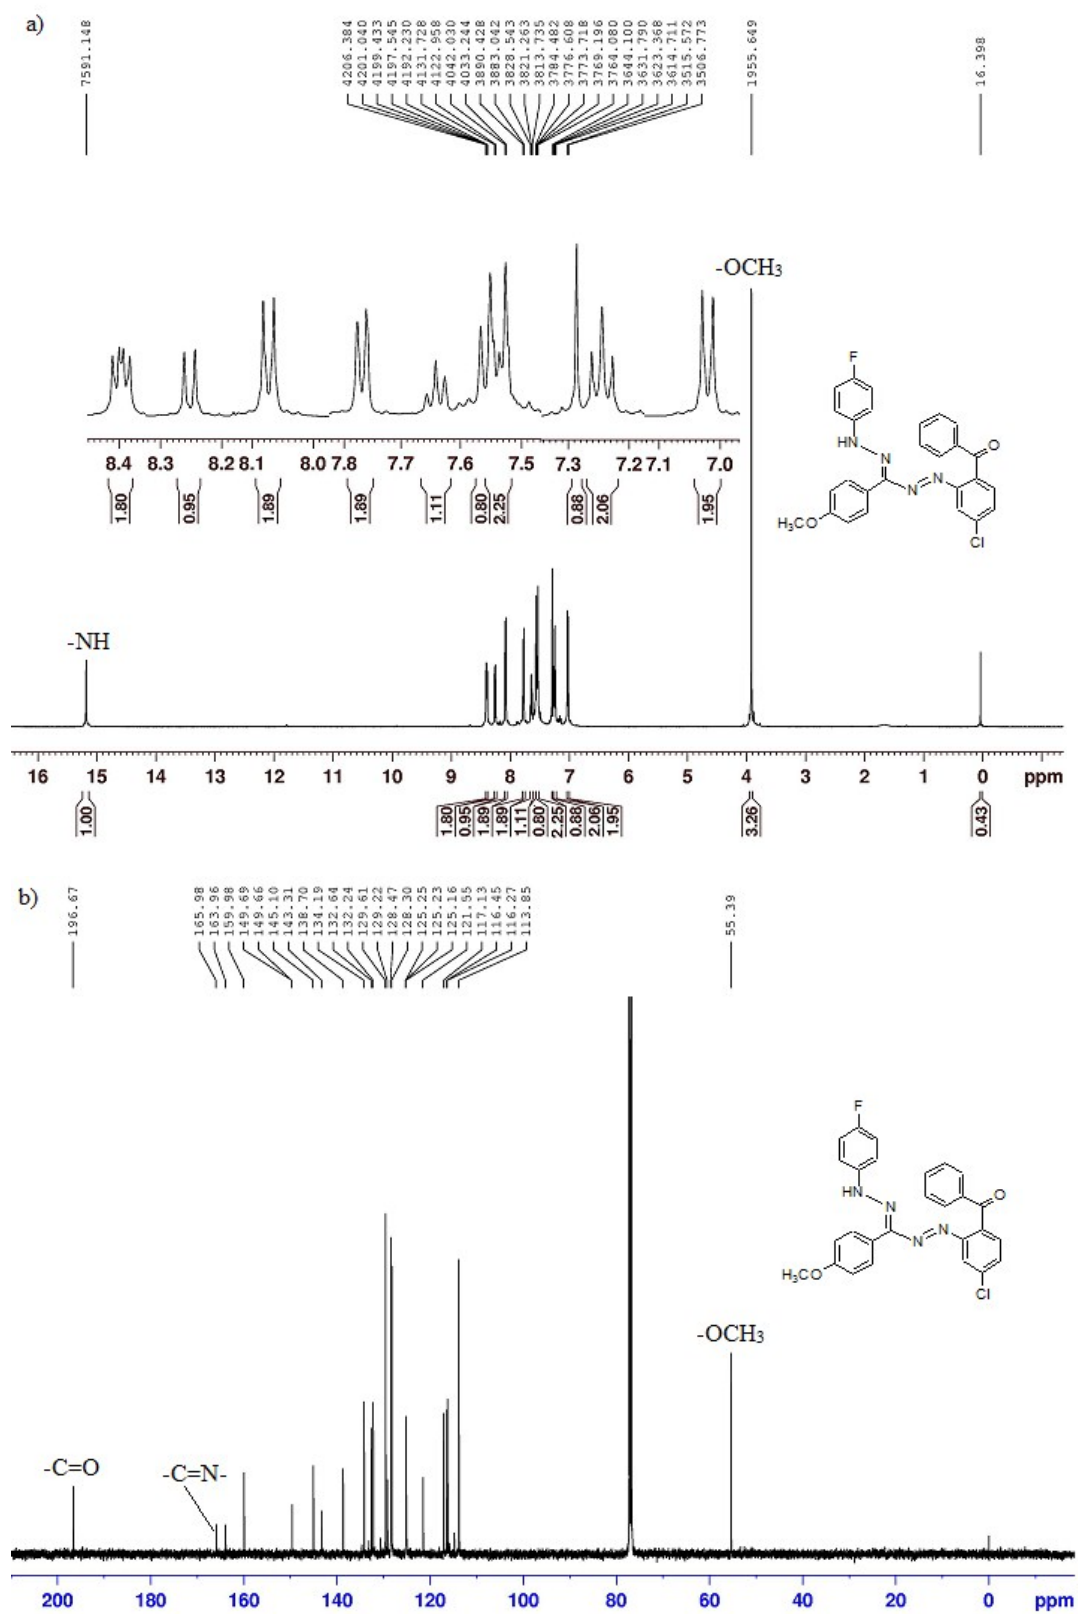 a)
7591.148
4206.384
4201.040
4199.433
4197.545
4192.230
4131.728
4122.958
4042.030
4033.244
3890.428
3883.042
3828.543
3821.263
3813.735
3784.482
3776.608
3773.718
3769.196
3764.080
3644.100
3631.790
3623.368
3614.711
3515.572
3506.773
1955.649
16.398
-OCH3
F
HN
N
N
N
O
H3CO
Cl
8.4 8.3 8.2 8.1 8.0 7.8 7.7 7.6 7.5 7.3 7.2 7.1 7.0
1.80 0.95 1.89 1.89 1.11 0.80 2.25 0.88 2.06 1.95
-NH
16 15 14 13 12 11 10 9 8 7 6 5 4 3 2 1 0 ppm
1.00 1.80 0.95 1.89 1.89 1.11 0.80 2.25 0.88 2.06 1.95 3.26 0.43
b)
196.67
165.98
163.96
159.98
149.69
149.66
145.10
143.31
138.70
134.19
132.64
132.24
129.61
129.22
128.47
128.30
125.25
125.23
125.16
121.55
117.13
116.45
116.27
113.85
55.39
F
HN
N
N
N
O
H3CO
Cl
-OCH3
-C=O
-C=N-
200 180 160 140 120 100 80 60 40 20 0 ppm